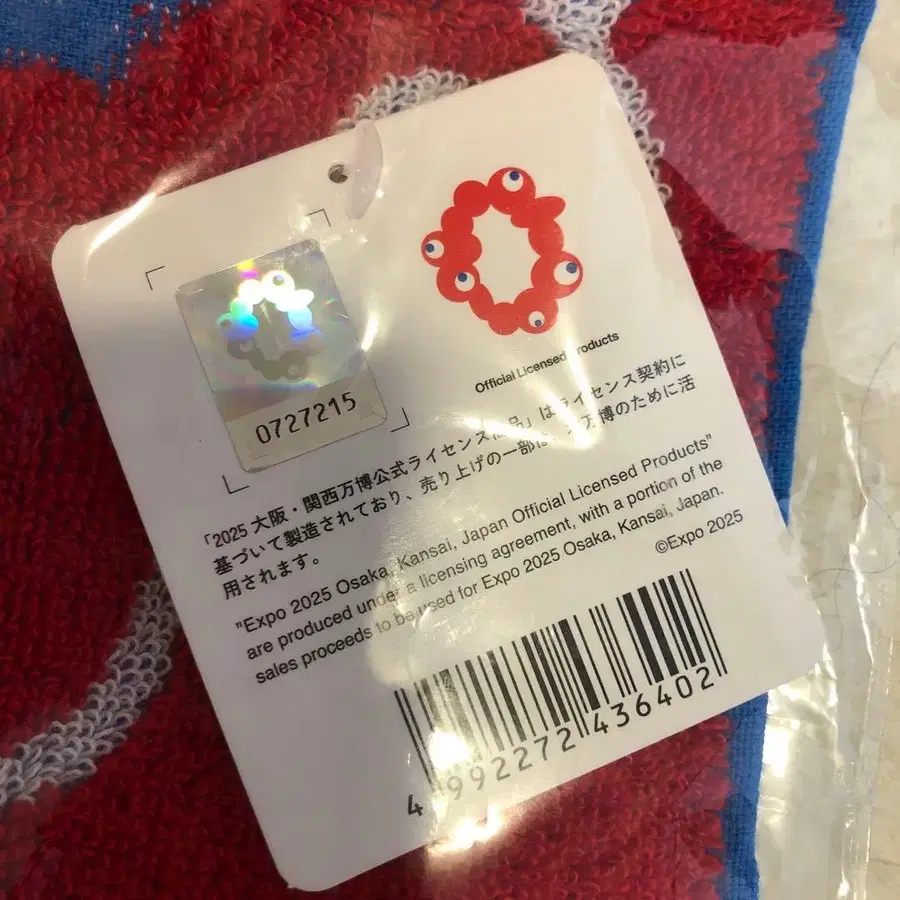 0727215
Official Licensed Products
「2025 大阪・関西万博公式ライセンス商品」はライセンス契約に
基づいて製造されており、売り上げの一部は、万博のために活
用されます。
"Expo 2025 Osaka, Kansai, Japan Official Licensed Products"
are produced under a licensing agreement, with a portion of the
sales proceeds to be used for Expo 2025 Osaka, Kansai, Japan.
©Expo 2025
4 992272 436402